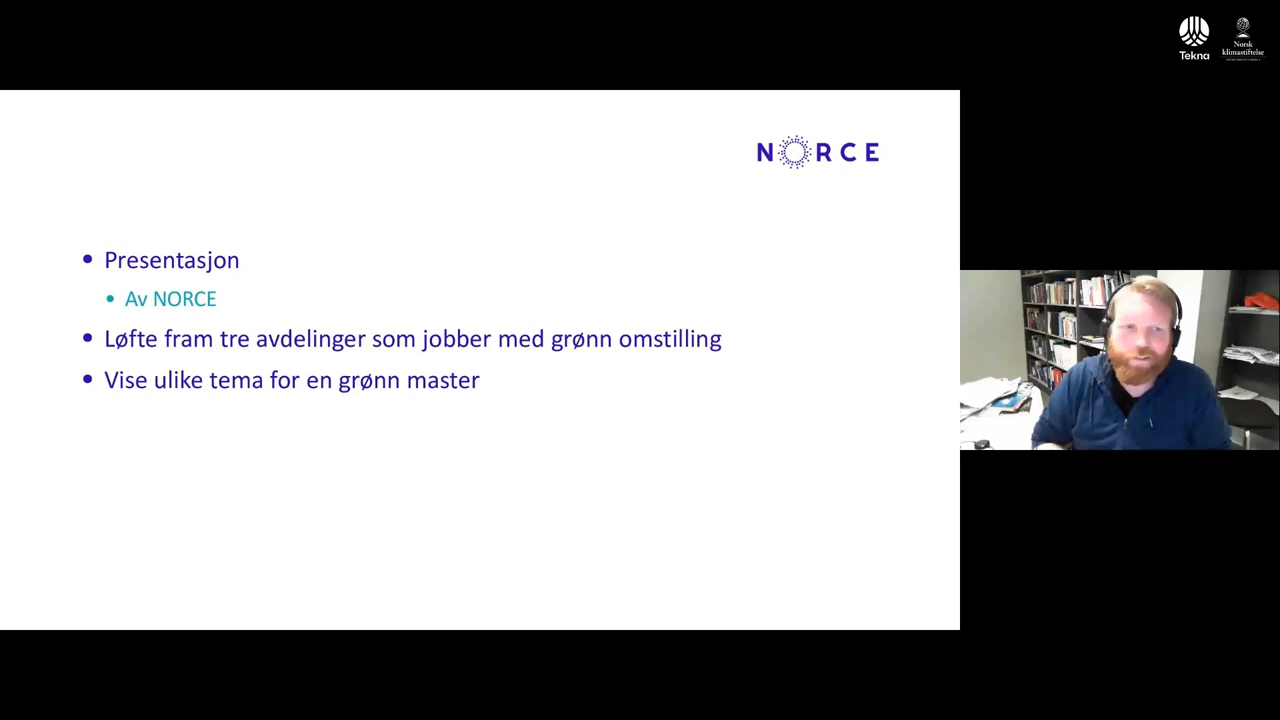 Tekna
Norsk
klimastiftelse
NORCE
• Presentasjon
• Av NORCE
• Løfte fram tre avdelinger som jobber med grønn omstilling
• Vise ulike tema for en grønn master